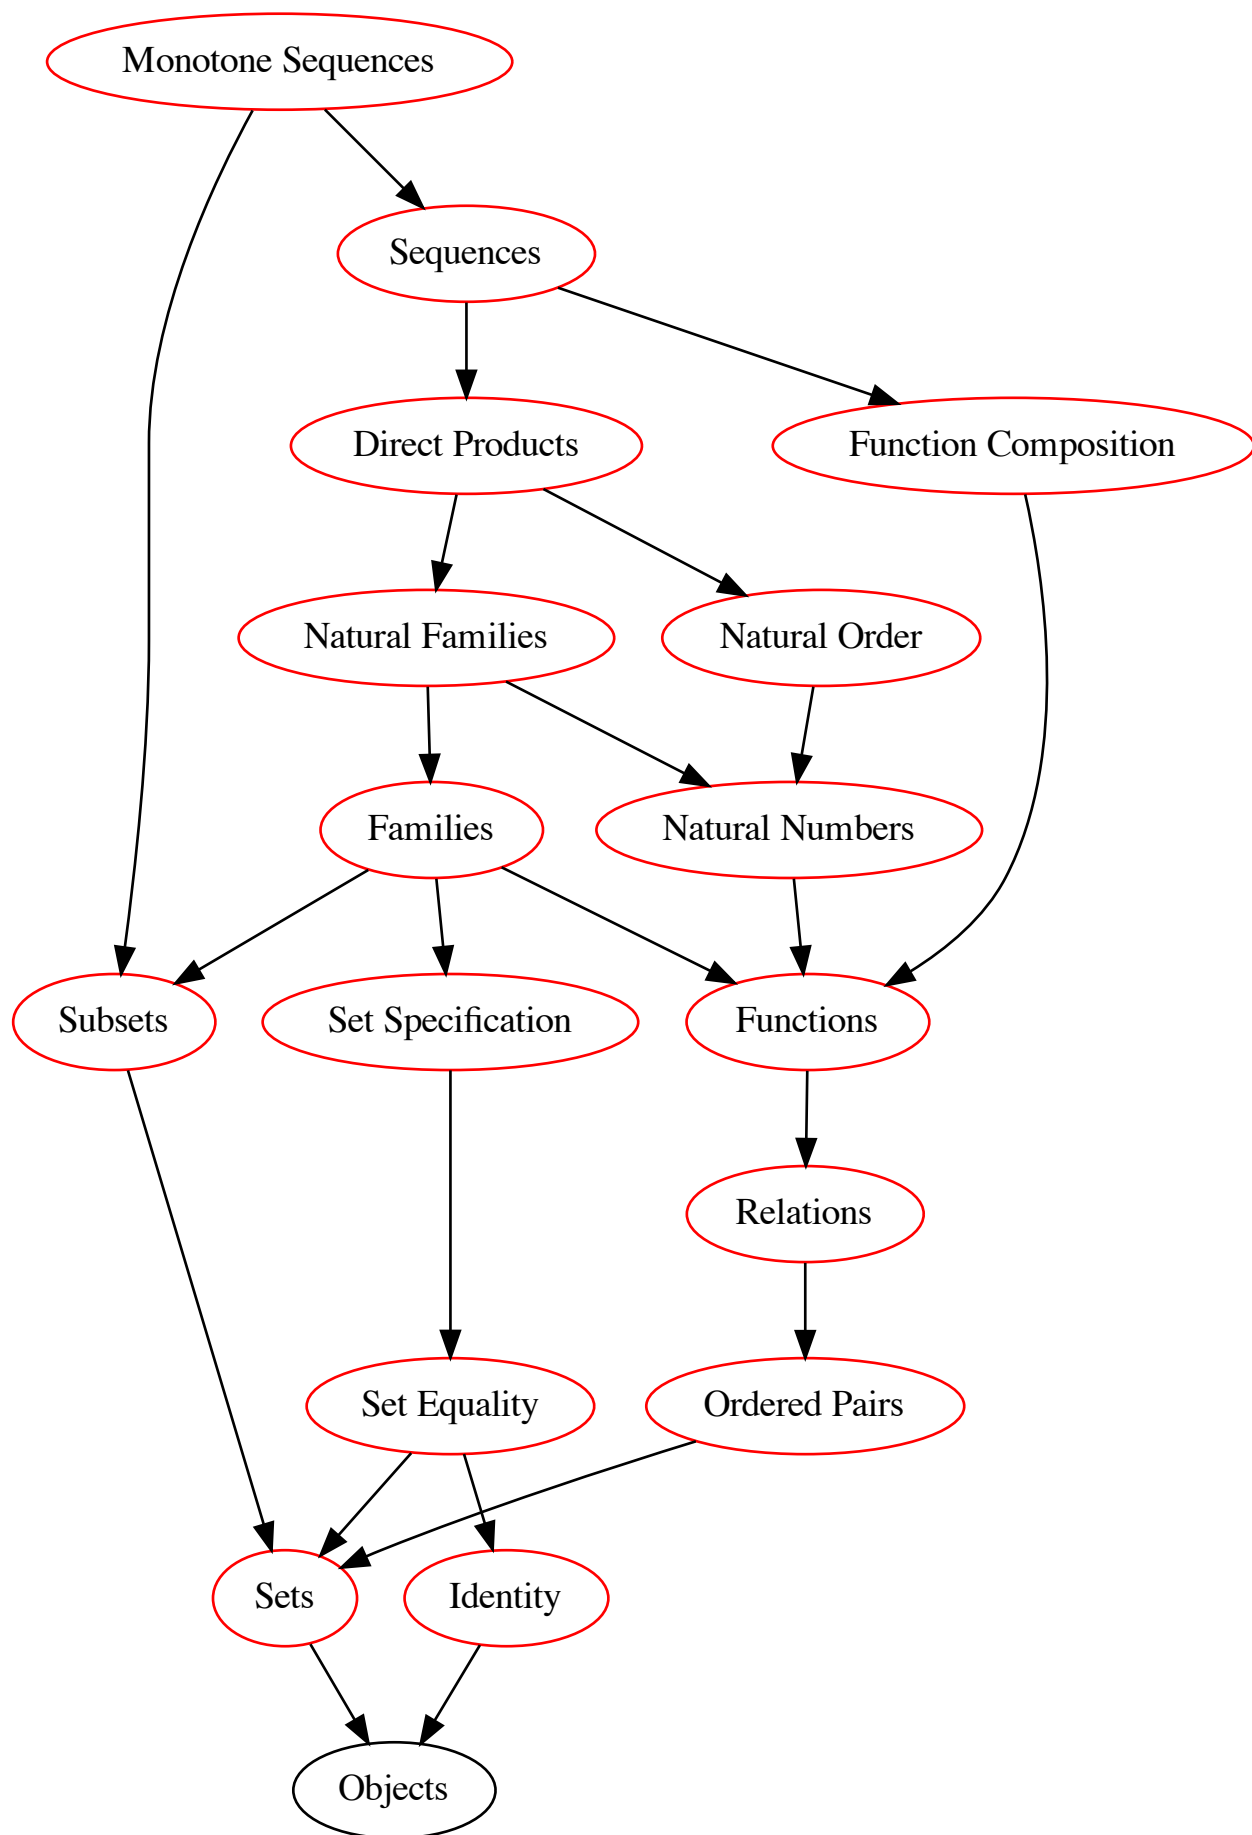 Monotone Sequences
Sequences
Direct Products
Function Composition
Natural Families
Natural Order
Families
Natural Numbers
Subsets
Set Specification
Functions
Relations
Set Equality
Ordered Pairs
Sets
Identity
Objects